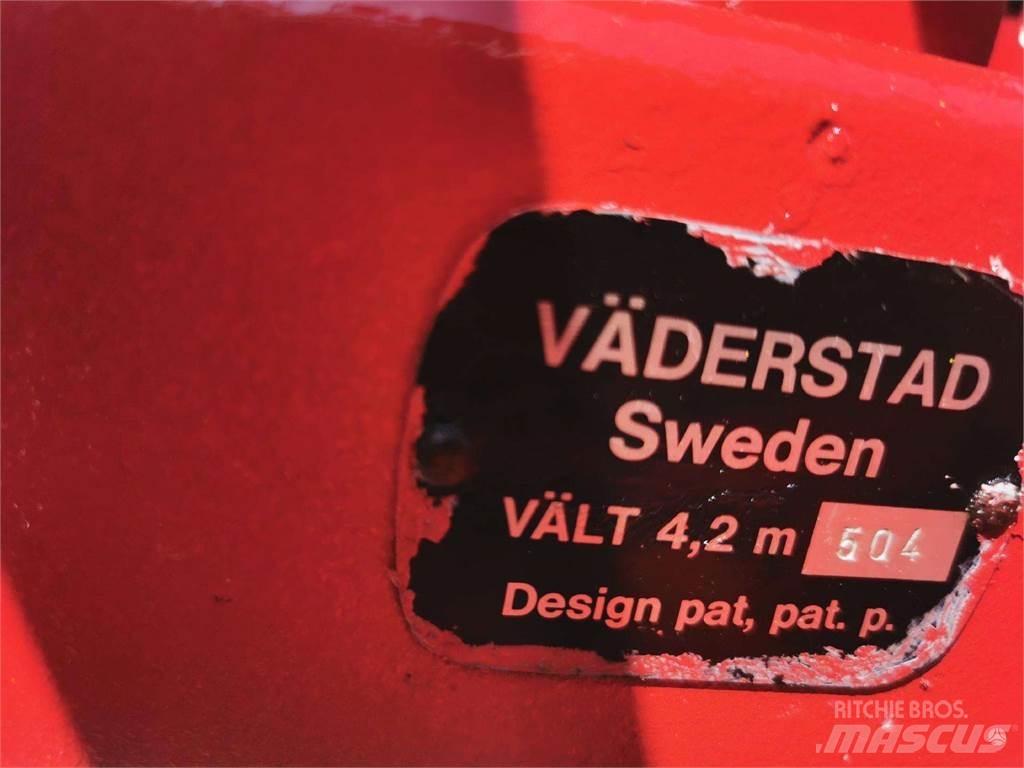 VÄDERSTAD
Sweden
VÄLT 4,2 m 504
Design pat, pat. p.
RITCHIE BROS.
MASCUS